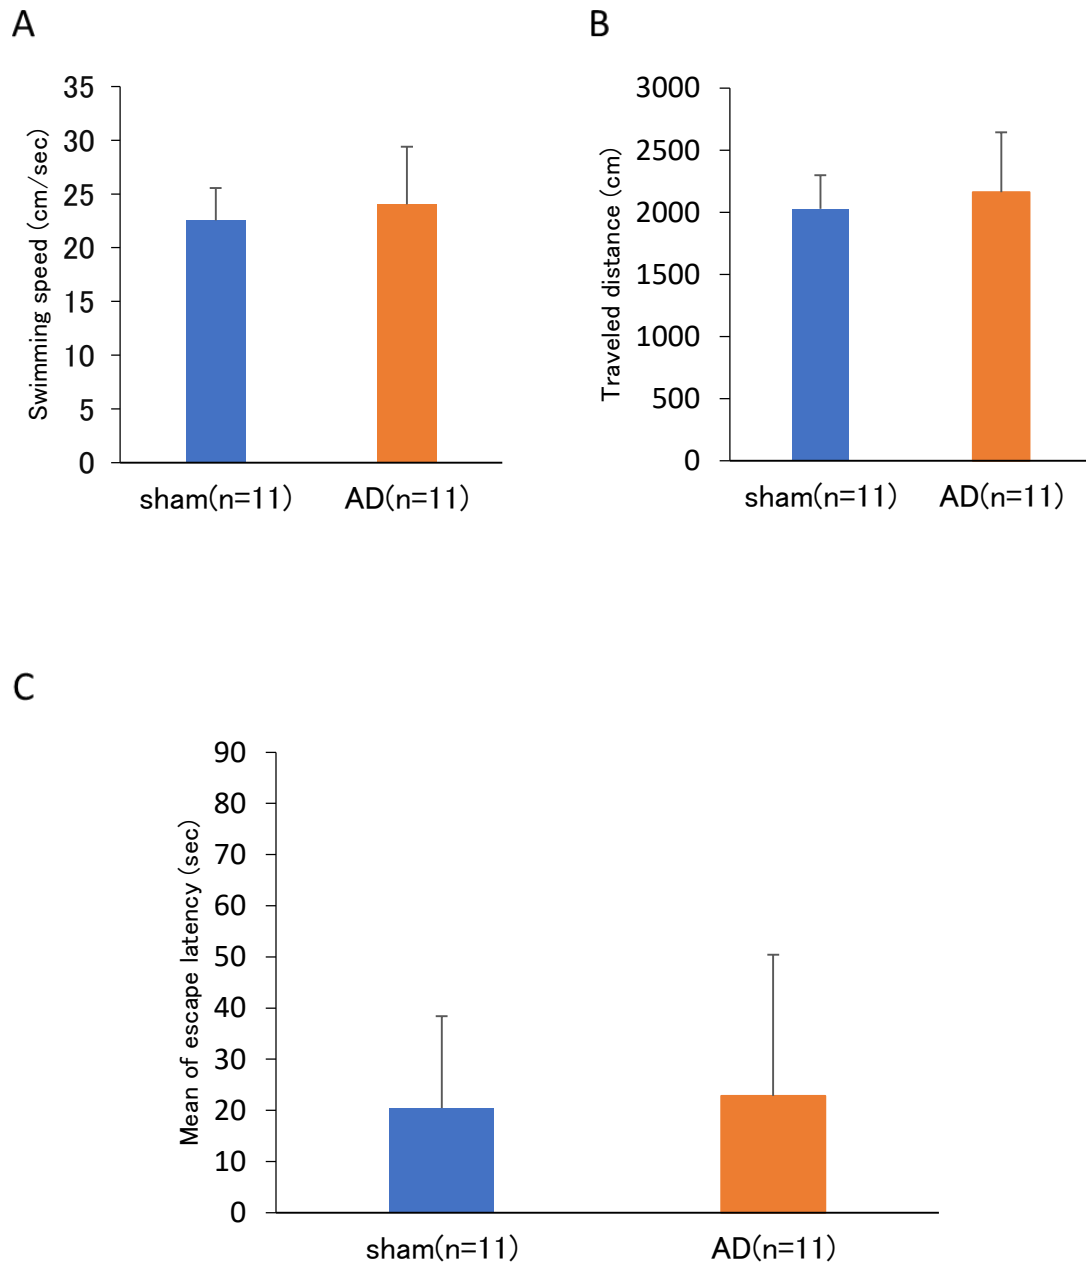 A
Swimming speed (cm/sec)
35
30
25
20
15
10
5
0
sham(n=11) AD(n=11)
B
Traveled distance (cm)
3000
2500
2000
1500
1000
500
0
sham(n=11) AD(n=11)
C
Mean of escape latency (sec)
90
80
70
60
50
40
30
20
10
0
sham(n=11) AD(n=11)